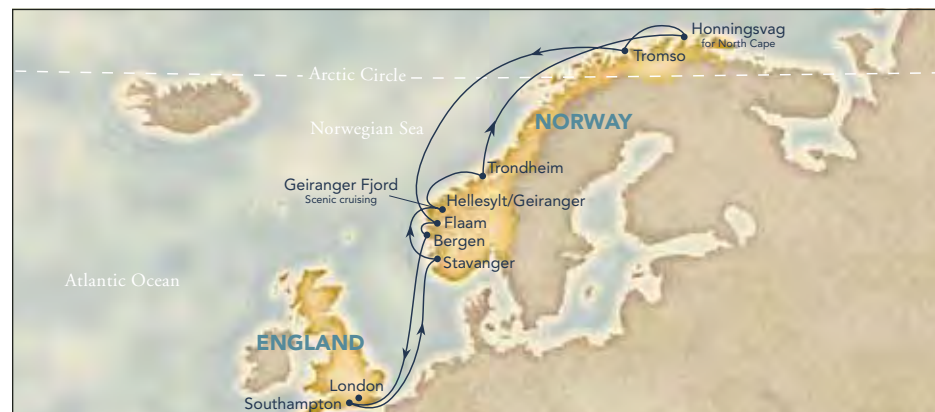 Honningsvag
for North Cape
Tromso
Arctic Circle
Norwegian Sea
NORWAY
Trondheim
Geiranger Fjord
Scenic cruising
Hellesylt/Geiranger
Flaam
Bergen
Stavanger
Atlantic Ocean
ENGLAND
London
Southampton